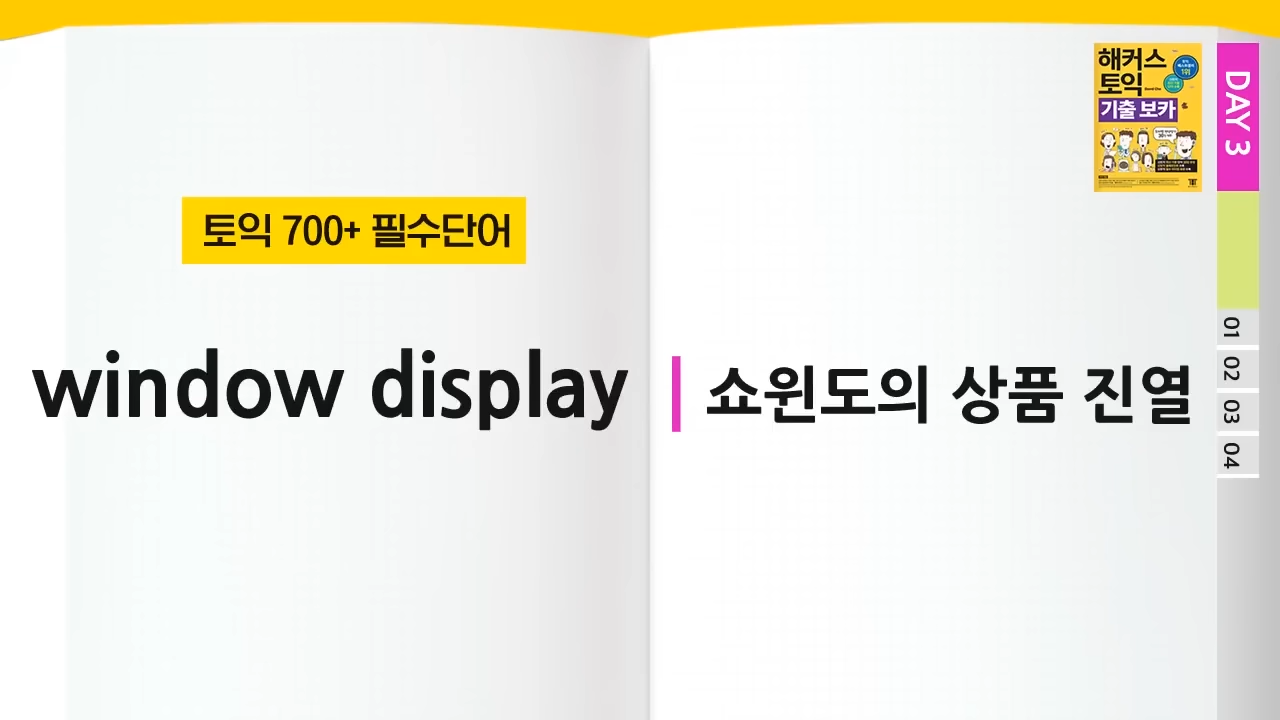 해커스
토익
기출 보카
DAY 3
토익 700+ 필수단어
window display
쇼윈도의 상품 진열
01
02
03
04